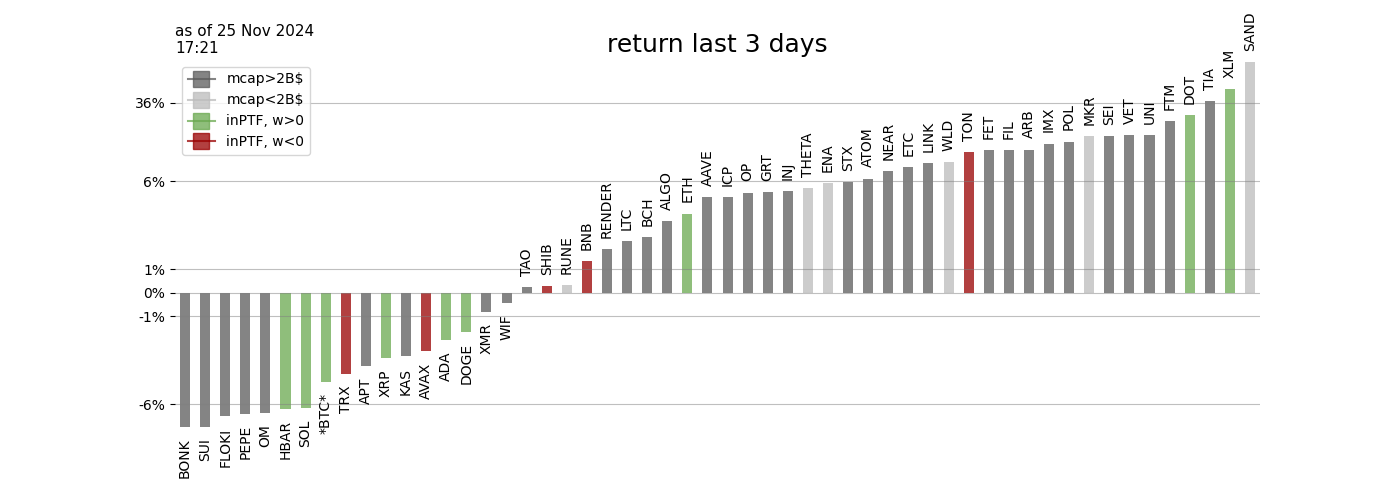 as of 25 Nov 2024
17:21
return last 3 days
mcap>2B$
mcap<2B$
inPTF, w>0
inPTF, w<0
36%
6%
1%
0%
-1%
-6%
BONK
SUI
FLOKI
PEPE
OM
HBAR
SOL
*BTC*
TRX
APT
XRP
KAS
AVAX
ADA
DOGE
XMR
WIF
TAO
SHIB
RUNE
BNB
RENDER
LTC
BCH
ALGO
ETH
AAVE
ICP
OP
GRT
INJ
THETA
ENA
STX
ATOM
NEAR
ETC
LINK
WLD
TON
FET
FIL
ARB
IMX
POL
MKR
SEI
VET
UNI
FTM
DOT
TIA
XLM
SAND